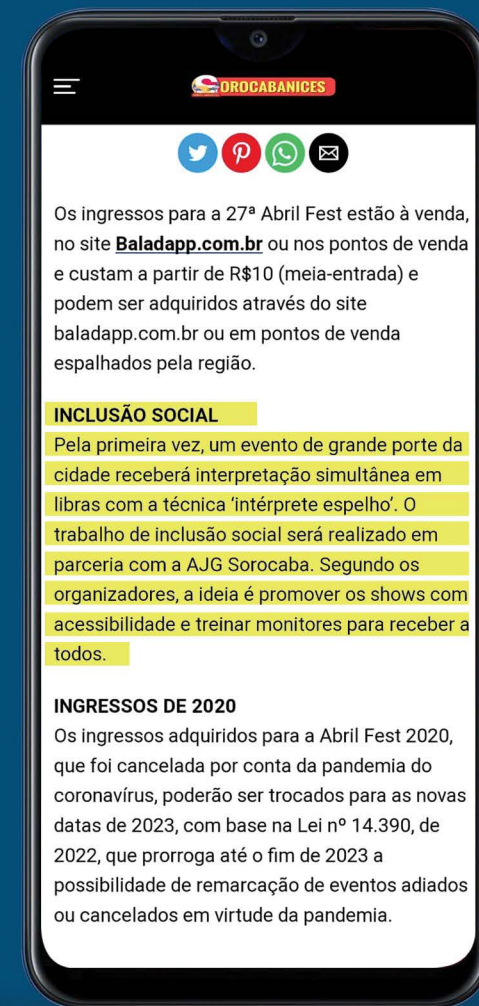 SOROCABANICES
Os ingressos para a 27ª Abril Fest estão à venda,
no site Baladapp.com.br ou nos pontos de venda
e custam a partir de R$10 (meia-entrada) e
podem ser adquiridos através do site
baladapp.com.br ou em pontos de venda
espalhados pela região.
INCLUSÃO SOCIAL
Pela primeira vez, um evento de grande porte da
cidade receberá interpretação simultânea em
libras com a técnica ‘intérprete espelho’. O
trabalho de inclusão social será realizado em
parceria com a AJG Sorocaba. Segundo os
organizadores, a ideia é promover os shows com
acessibilidade e treinar monitores para receber a
todos.
INGRESSOS DE 2020
Os ingressos adquiridos para a Abril Fest 2020,
que foi cancelada por conta da pandemia do
coronavírus, poderão ser trocados para as novas
datas de 2023, com base na Lei nº 14.390, de
2022, que prorroga até o fim de 2023 a
possibilidade de remarcação de eventos adiados
ou cancelados em virtude da pandemia.